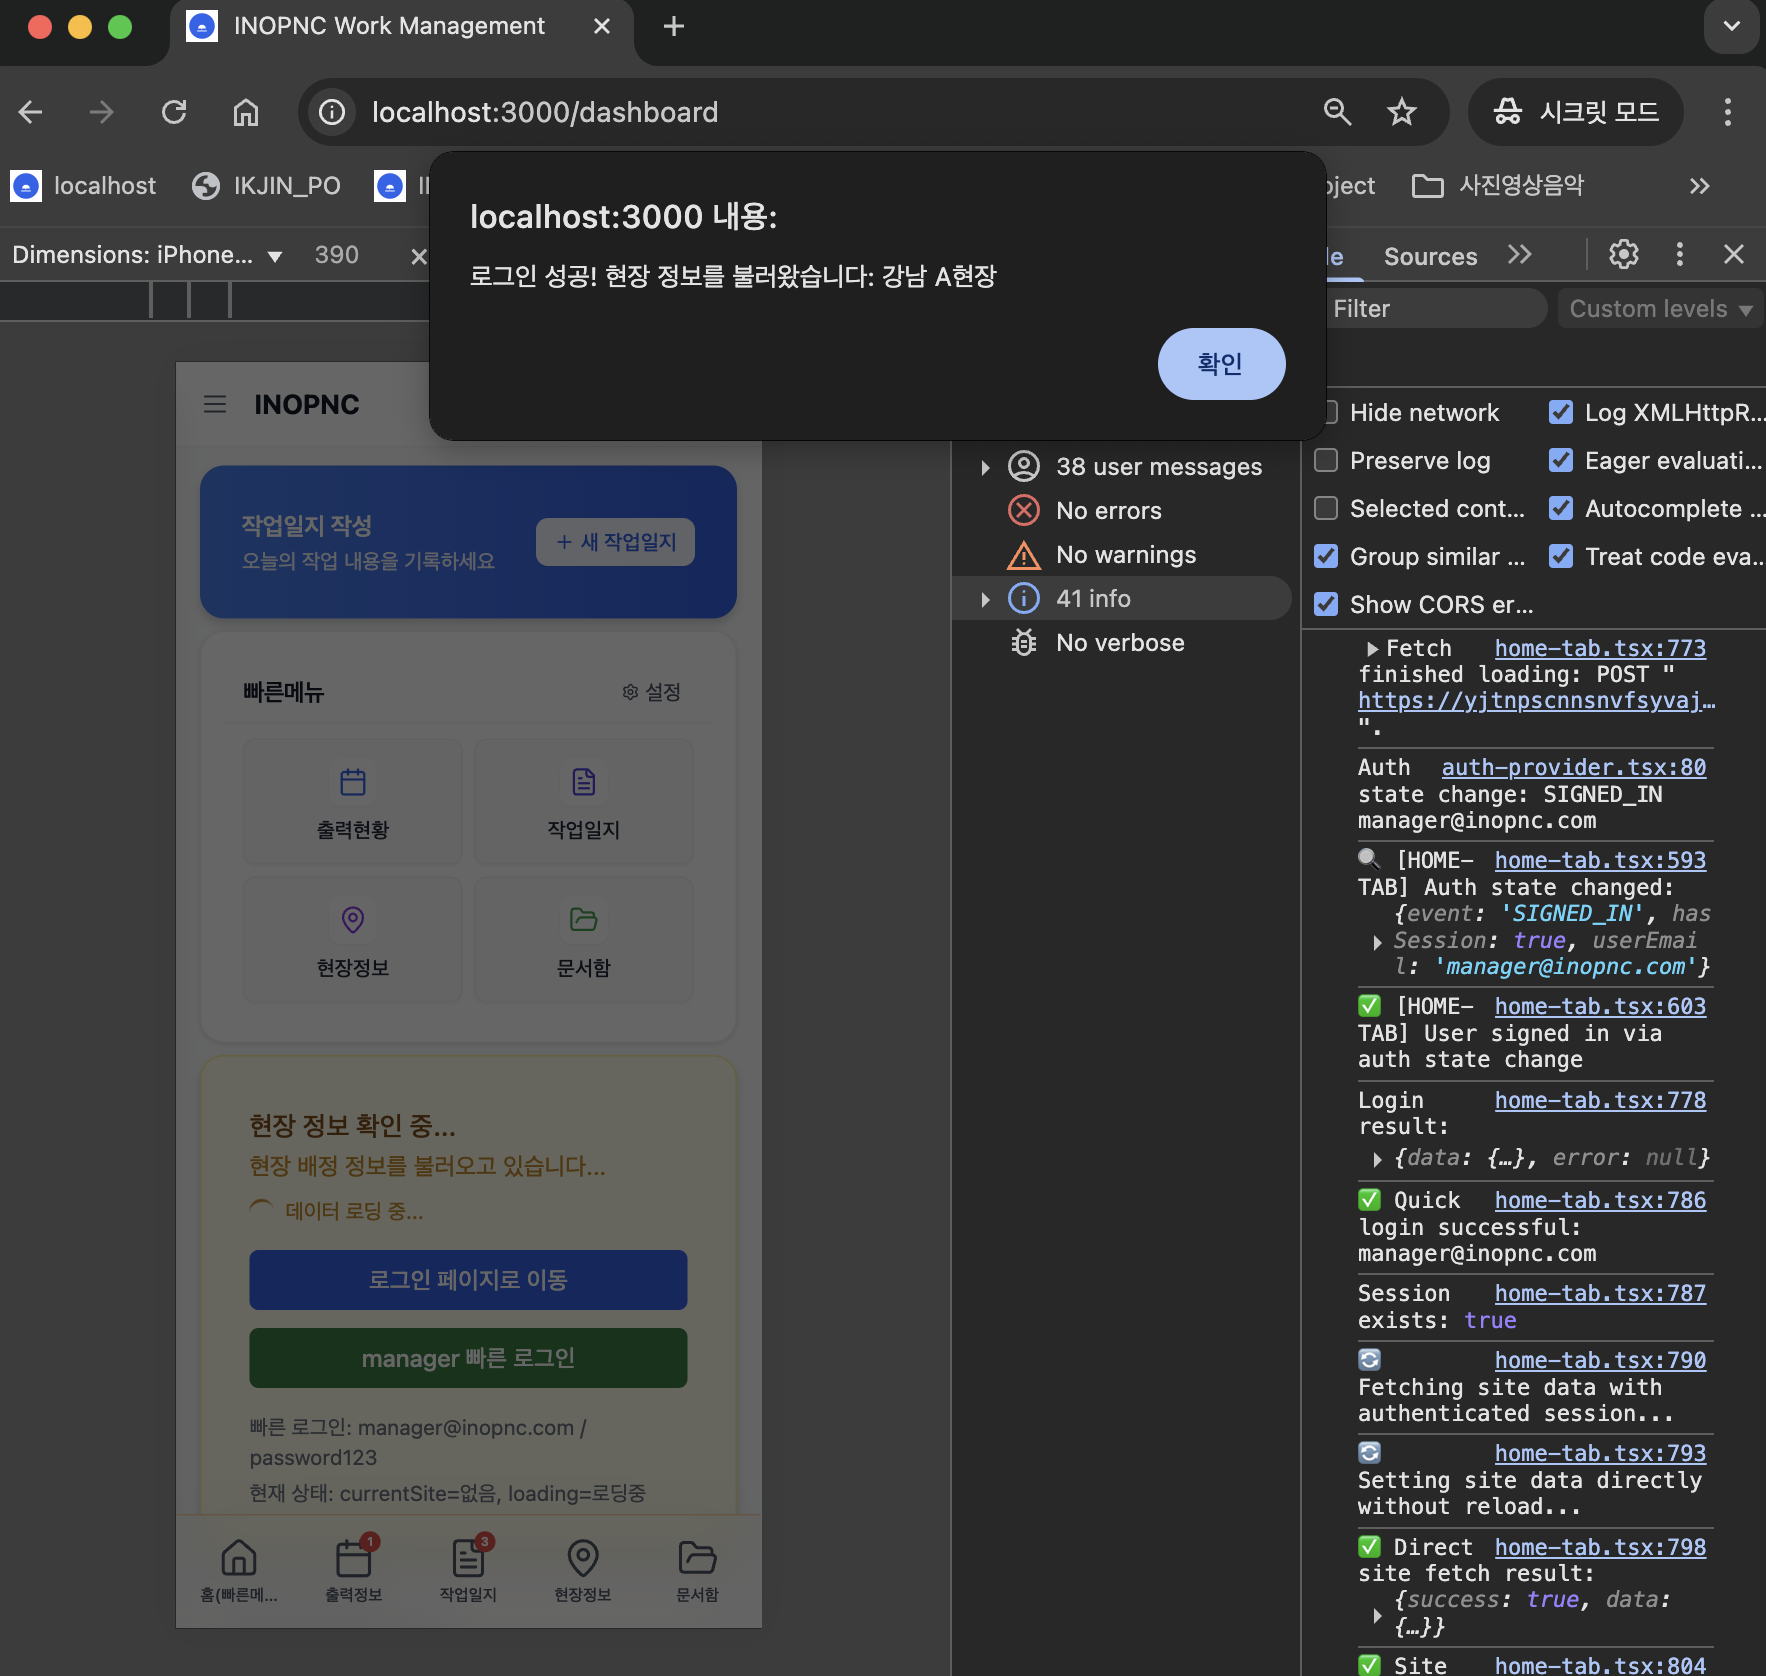 INOPNC Work Management
localhost:3000/dashboard
시크릿 모드
localhost
IKJIN_PO
사진영상음악
localhost:3000 내용:
로그인 성공! 현장 정보를 불러왔습니다: 강남 A현장
확인
Dimensions: iPhone...
390
Sources
Filter
Custom levels
Hide network
Log XMLHttpR...
Preserve log
Eager evaluati...
Selected cont...
Autocomplete ...
Group similar ...
Treat code eva...
Show CORS er...
38 user messages
No errors
No warnings
41 info
No verbose
INOPNC
작업일지 작성
오늘의 작업 내용을 기록하세요
+ 새 작업일지
빠른메뉴
설정
출력현황
작업일지
현장정보
문서함
현장 정보 확인 중...
현장 배정 정보를 불러오고 있습니다...
데이터 로딩 중...
로그인 페이지로 이동
manager 빠른 로그인
빠른 로그인: manager@inopnc.com /
password123
현재 상태: currentSite=없음, loading=로딩중
1
3
홈(빠른메...
출력정보
작업일지
현장정보
문서함
Fetch home-tab.tsx:773
finished loading: POST "
https://yjtnpscnnsnvfsyvaj…
".
Auth auth-provider.tsx:80
state change: SIGNED_IN
manager@inopnc.com
[HOME- home-tab.tsx:593
TAB] Auth state changed:
{event: 'SIGNED_IN', has
Session: true, userEmai
l: 'manager@inopnc.com'}
[HOME- home-tab.tsx:603
TAB] User signed in via
auth state change
Login home-tab.tsx:778
result:
{data: {…}, error: null}
Quick home-tab.tsx:786
login successful:
manager@inopnc.com
Session home-tab.tsx:787
exists: true
home-tab.tsx:790
Fetching site data with
authenticated session...
home-tab.tsx:793
Setting site data directly
without reload...
Direct home-tab.tsx:798
site fetch result:
{success: true, data:
{…}}
Site home-tab.tsx:804